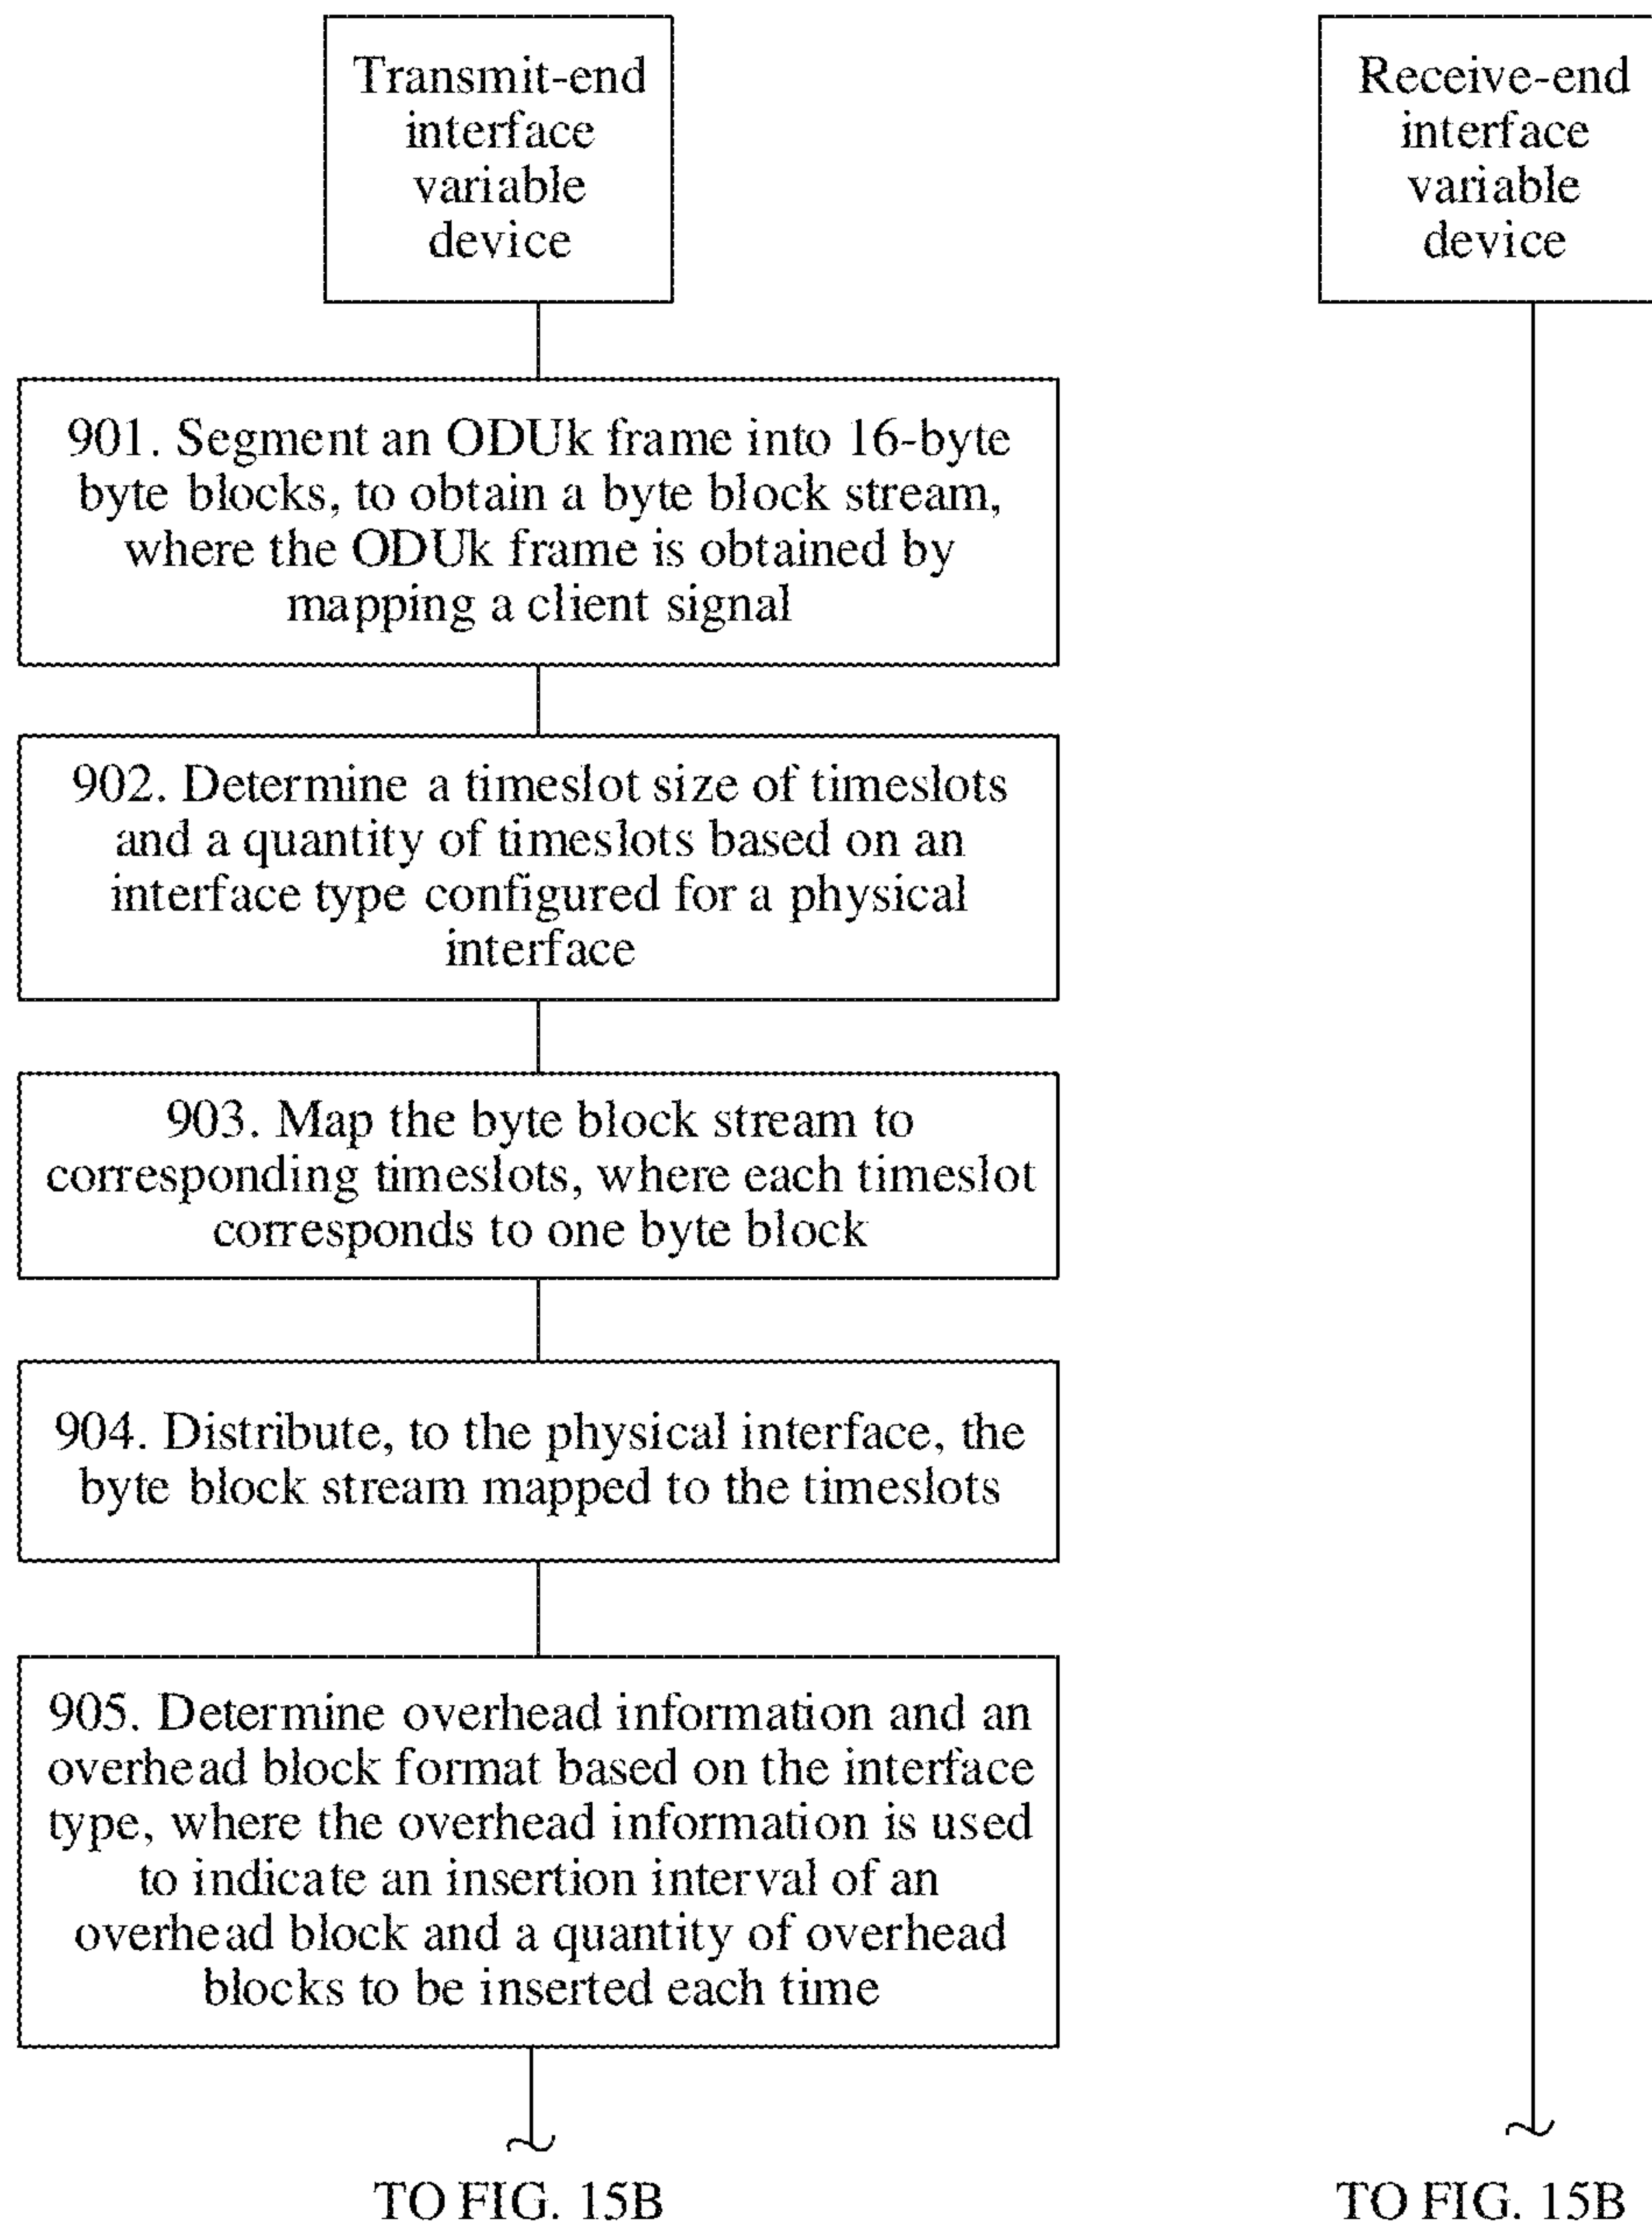 Transmit-end
interface
variable
device
Receive-end
interface
variable
device
901. Segment an ODUk frame into 16-byte
byte blocks, to obtain a byte block stream,
where the ODUk frame is obtained by
mapping a client signal
902. Determine a timeslot size of timeslots
and a quantity of timeslots based on an
interface type configured for a physical
interface
903. Map the byte block stream to
corresponding timeslots, where each timeslot
corresponds to one byte block
904. Distribute, to the physical interface, the
byte block stream mapped to the timeslots
905. Determine overhead information and an
overhead block format based on the interface
type, where the overhead information is used
to indicate an insertion interval of an
overhead block and a quantity of overhead
blocks to be inserted each time
TO FIG. 15B
TO FIG. 15B